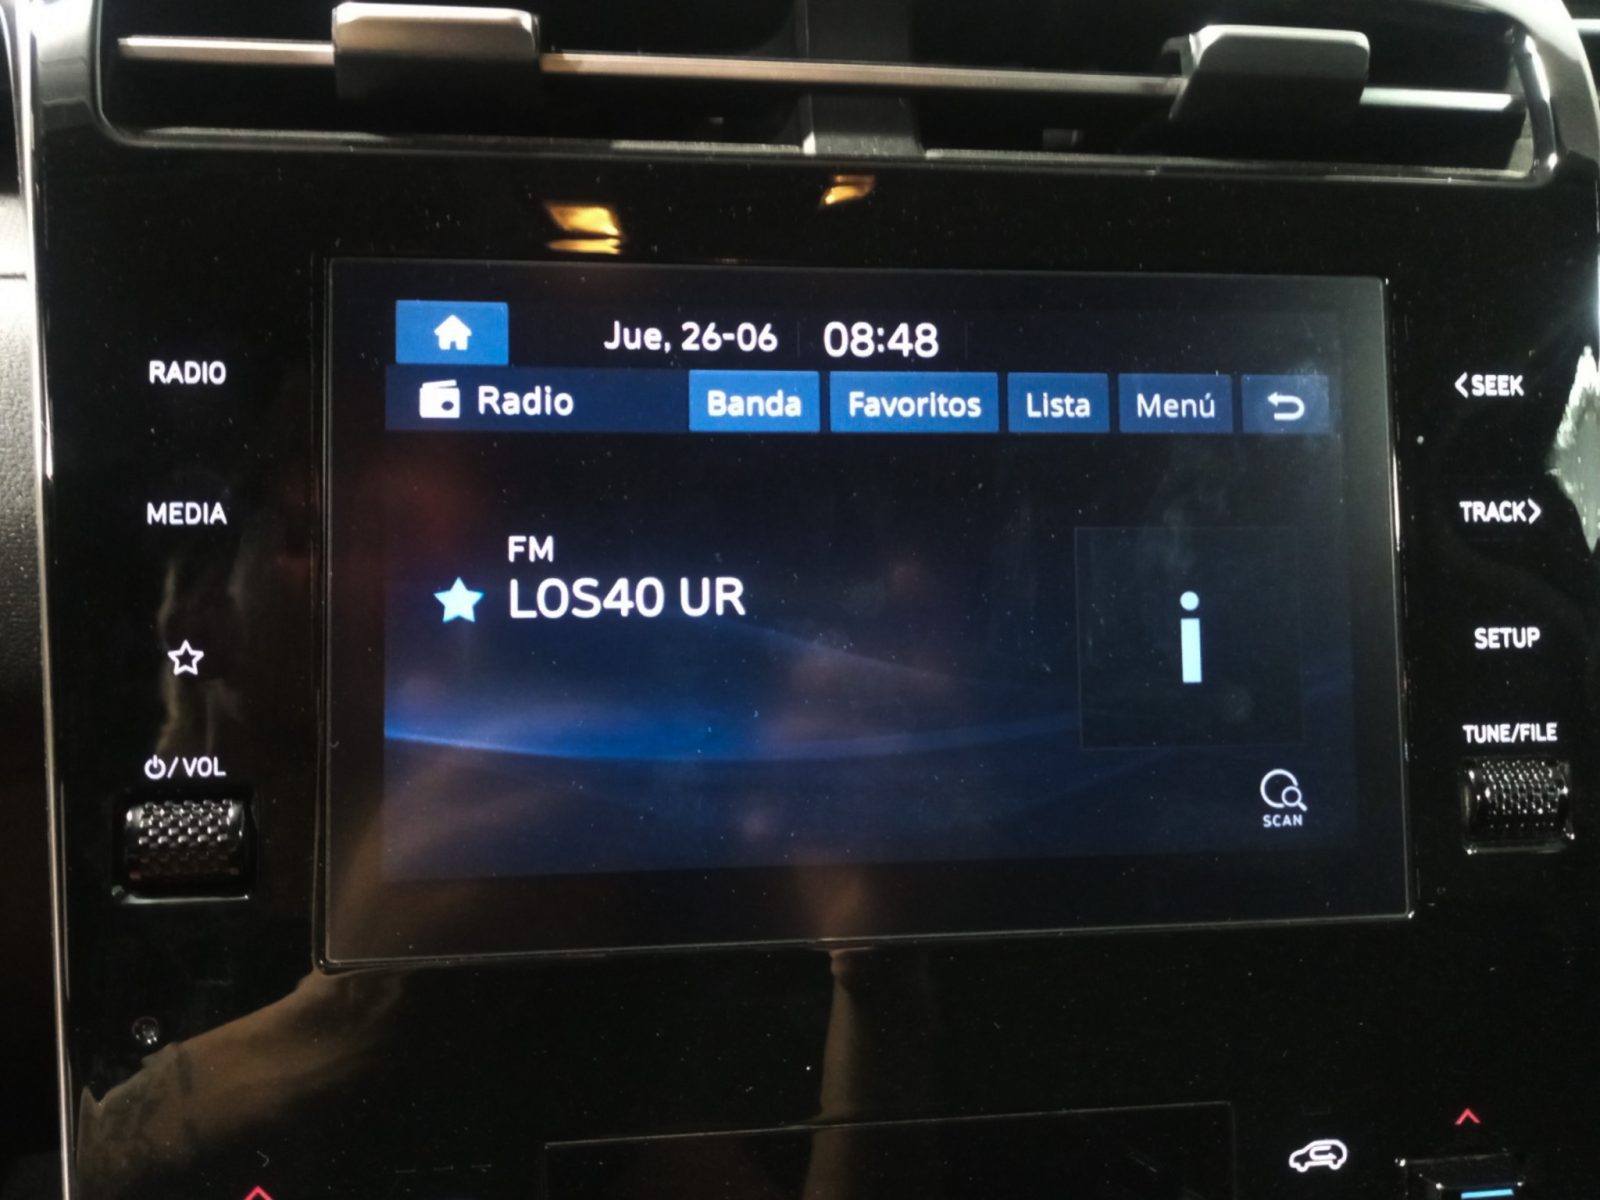 Jue, 26-06 08:48
RADIO
Radio Banda Favoritos Lista Menú
<SEEK
MEDIA
TRACK>
FM
LOS40 UR
SETUP
/VOL
TUNE/FILE
SCAN